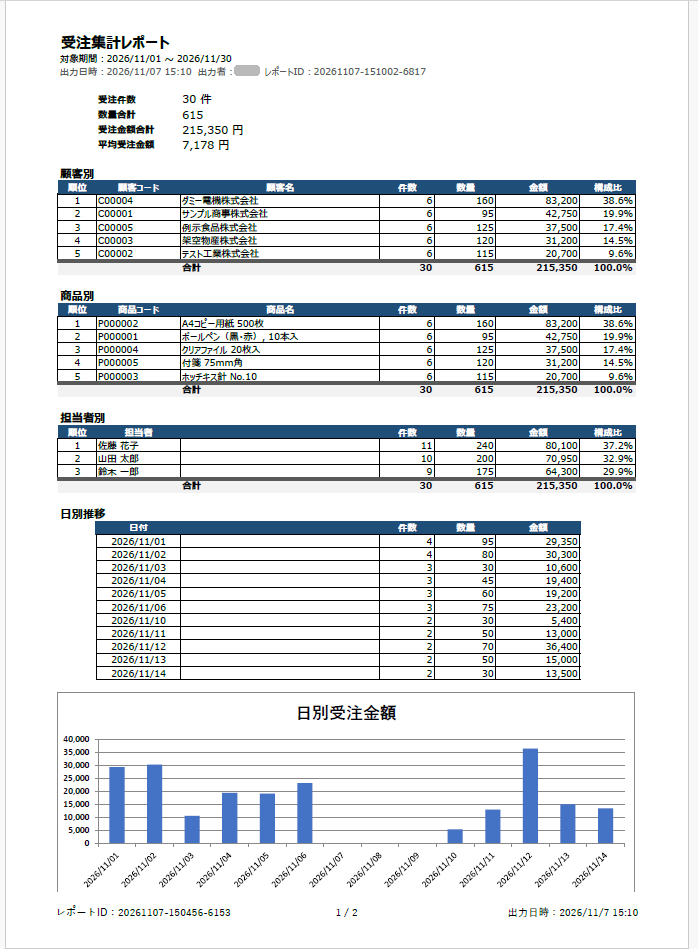 受注集計レポート
対象期間：2026/11/01 ～ 2026/11/30
出力日時：2026/11/07 15:10 出力者： レポートID：20261107-151002-6817
受注件数 30 件
数量合計 615
受注金額合計 215,350 円
平均受注金額 7,178 円
顧客別
順位 顧客コード 顧客名 件数 数量 金額 構成比
1 C00004 ダミー電機株式会社 6 160 83,200 38.6%
2 C00001 サンプル商事株式会社 6 95 42,750 19.9%
3 C00005 例示食品株式会社 6 125 37,500 17.4%
4 C00003 架空物産株式会社 6 120 31,200 14.5%
5 C00002 テスト工業株式会社 6 115 20,700 9.6%
合計 30 615 215,350 100.0%
商品別
順位 商品コード 商品名 件数 数量 金額 構成比
1 P000002 A4コピー用紙 500枚 6 160 83,200 38.6%
2 P000001 ボールペン（黒・赤）, 10本入 6 95 42,750 19.9%
3 P000004 クリアファイル 20枚入 6 125 37,500 17.4%
4 P000005 付箋 75mm角 6 120 31,200 14.5%
5 P000003 ホッチキス針 No.10 6 115 20,700 9.6%
合計 30 615 215,350 100.0%
担当者別
順位 担当者 件数 数量 金額 構成比
1 佐藤 花子 11 240 80,100 37.2%
2 山田 太郎 10 200 70,950 32.9%
3 鈴木 一郎 9 175 64,300 29.9%
合計 30 615 215,350 100.0%
日別推移
日付 件数 数量 金額
2026/11/01 4 95 29,350
2026/11/02 4 80 30,300
2026/11/03 3 30 10,600
2026/11/04 3 45 19,400
2026/11/05 3 60 19,200
2026/11/06 3 75 23,200
2026/11/10 2 30 5,400
2026/11/11 2 50 13,000
2026/11/12 2 70 36,400
2026/11/13 2 50 15,000
2026/11/14 2 30 13,500
日別受注金額
40,000
35,000
30,000
25,000
20,000
15,000
10,000
5,000
0
2026/11/01 2026/11/02 2026/11/03 2026/11/04 2026/11/05 2026/11/06 2026/11/07 2026/11/08 2026/11/09 2026/11/10 2026/11/11 2026/11/12 2026/11/13 2026/11/14
レポートID：20261107-150456-6153 1 / 2 出力日時：2026/11/7 15:10